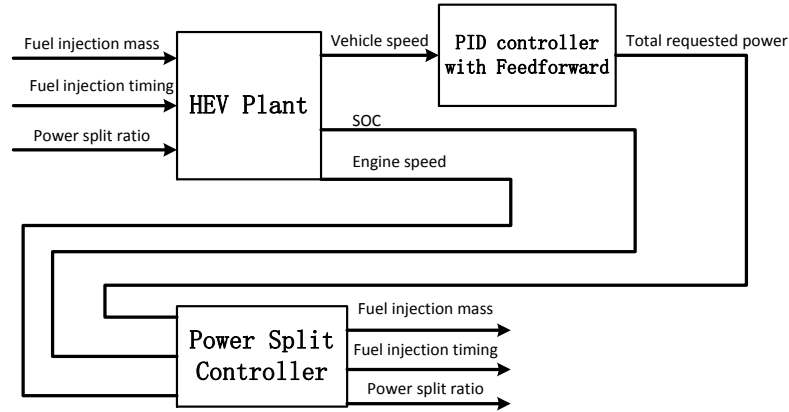 Fuel injection mass
Fuel injection timing
Power split ratio
HEV Plant
Vehicle speed
SOC
Engine speed
PID controller
with Feedforward
Total requested power
Power Split
Controller
Fuel injection mass
Fuel injection timing
Power split ratio